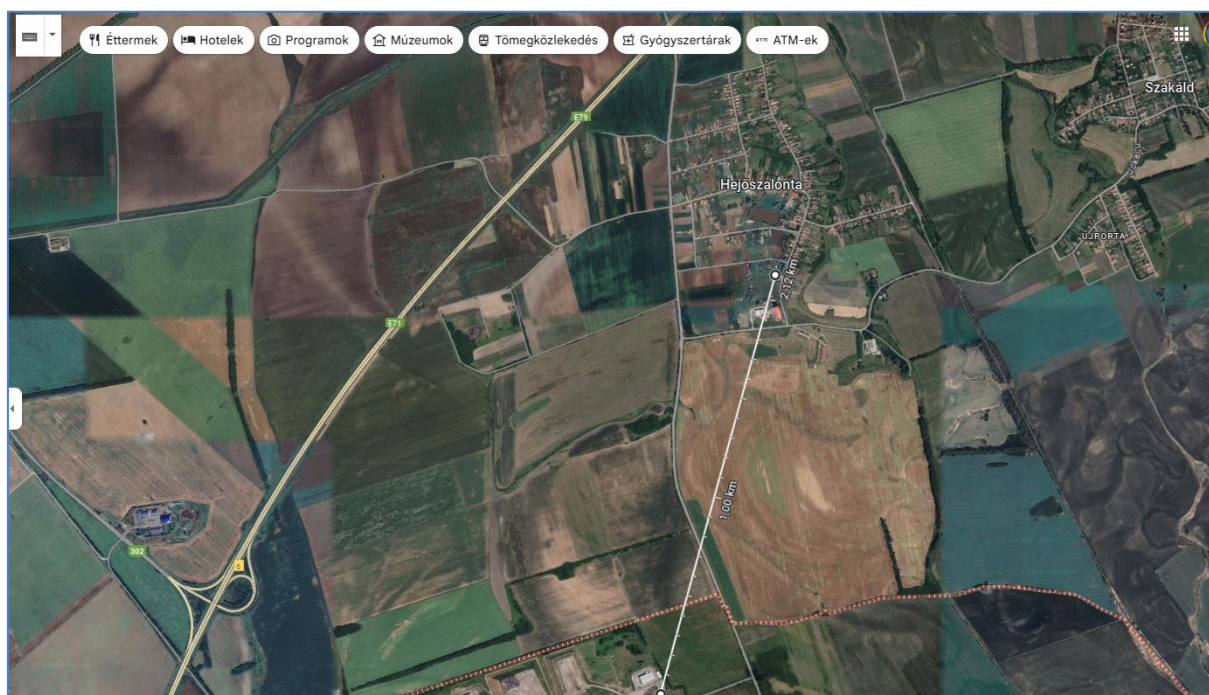 Éttermek
Hotelek
Programok
Múzeumok
Tömegközlekedés
Gyógyszertárak
ATM-ek
Szakáld
E79
Hejőszalonta
ÚJPORTA
2,12 km
E71
1,00 km
302
6